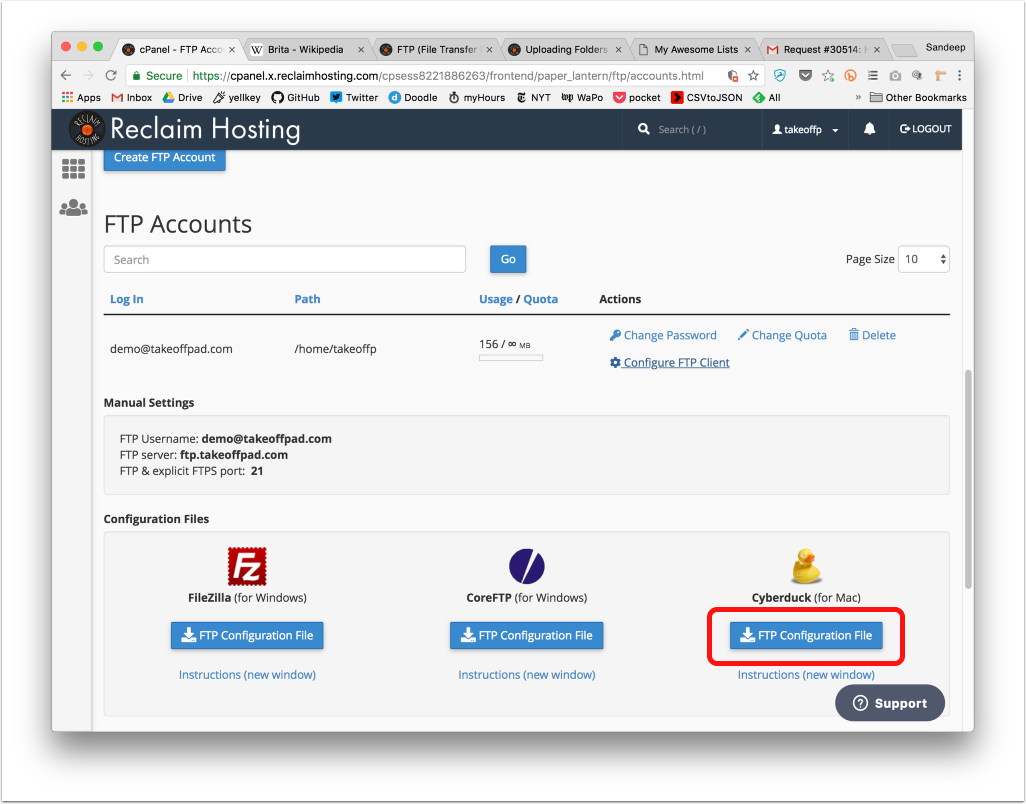 cPanel - FTP Acco
Brita - Wikipedia
FTP (File Transfer
Uploading Folders
My Awesome Lists
Request #30514: H
Sandeep
Secure
https://cpanel.x.reclaimhosting.com/cpsess8221886263/frontend/paper_lantern/ftp/accounts.html
Apps
Inbox
Drive
yellkey
GitHub
Twitter
Doodle
myHours
NYT
WaPo
pocket
CSVtoJSON
All
»
Other Bookmarks
RECLAIM HOSTING
Reclaim Hosting
Search ( / )
takeoffp
LOGOUT
Create FTP Account
FTP Accounts
Search
Go
Page Size 10
Log In Path Usage / Quota Actions
demo@takeoffpad.com /home/takeoffp 156 / ∞ MB
Change Password Change Quota Delete
Configure FTP Client
Manual Settings
FTP Username: demo@takeoffpad.com
FTP server: ftp.takeoffpad.com
FTP & explicit FTPS port: 21
Configuration Files
FileZilla (for Windows) CoreFTP (for Windows) Cyberduck (for Mac)
FTP Configuration File FTP Configuration File FTP Configuration File
Instructions (new window) Instructions (new window) Instructions (new window)
Support